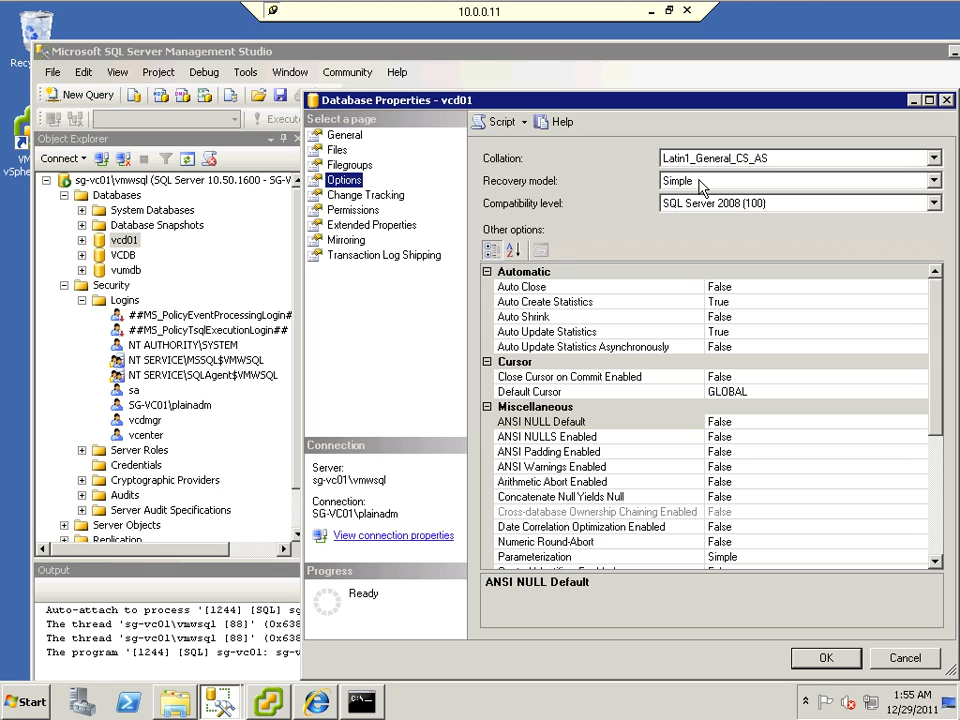 10.0.0.11
Recy
Microsoft SQL Server Management Studio
File Edit View Project Debug Tools Window Community Help
New Query
Execut
Object Explorer
Connect
sg-vc01\vmwsql (SQL Server 10.50.1600 - SG-V
Databases
System Databases
Database Snapshots
vcd01
VCDB
vumdb
Security
Logins
##MS_PolicyEventProcessingLogin#
##MS_PolicyTsqlExecutionLogin##
NT AUTHORITY\SYSTEM
NT SERVICE\MSSQL$VMWSQL
NT SERVICE\SQLAgent$VMWSQL
sa
SG-VC01\plainadm
vcdmgr
vcenter
Server Roles
Credentials
Cryptographic Providers
Audits
Server Audit Specifications
Server Objects
Replication
VM
vSphere
Output
Auto-attach to process '[1244] [SQL] sg
The thread 'sg-vc01\vmwsql [88]' (0x638
The thread 'sg-vc01\vmwsql [88]' (0x638
The program '[1244] [SQL] sg-vc01: sg-v
Database Properties - vcd01
Select a page
General
Files
Filegroups
Options
Change Tracking
Permissions
Extended Properties
Mirroring
Transaction Log Shipping
Connection
Server:
sg-vc01\vmwsql
Connection:
SG-VC01\plainadm
View connection properties
Progress
Ready
Script Help
Collation: Latin1_General_CS_AS
Recovery model: Simple
Compatibility level: SQL Server 2008 (100)
Other options:
Automatic
Auto Close False
Auto Create Statistics True
Auto Shrink False
Auto Update Statistics True
Auto Update Statistics Asynchronously False
Cursor
Close Cursor on Commit Enabled False
Default Cursor GLOBAL
Miscellaneous
ANSI NULL Default False
ANSI NULLS Enabled False
ANSI Padding Enabled False
ANSI Warnings Enabled False
Arithmetic Abort Enabled False
Concatenate Null Yields Null False
Cross-database Ownership Chaining Enabled False
Date Correlation Optimization Enabled False
Numeric Round-Abort False
Parameterization Simple
ANSI NULL Default
OK Cancel
Start
1:55 AM
12/29/2011